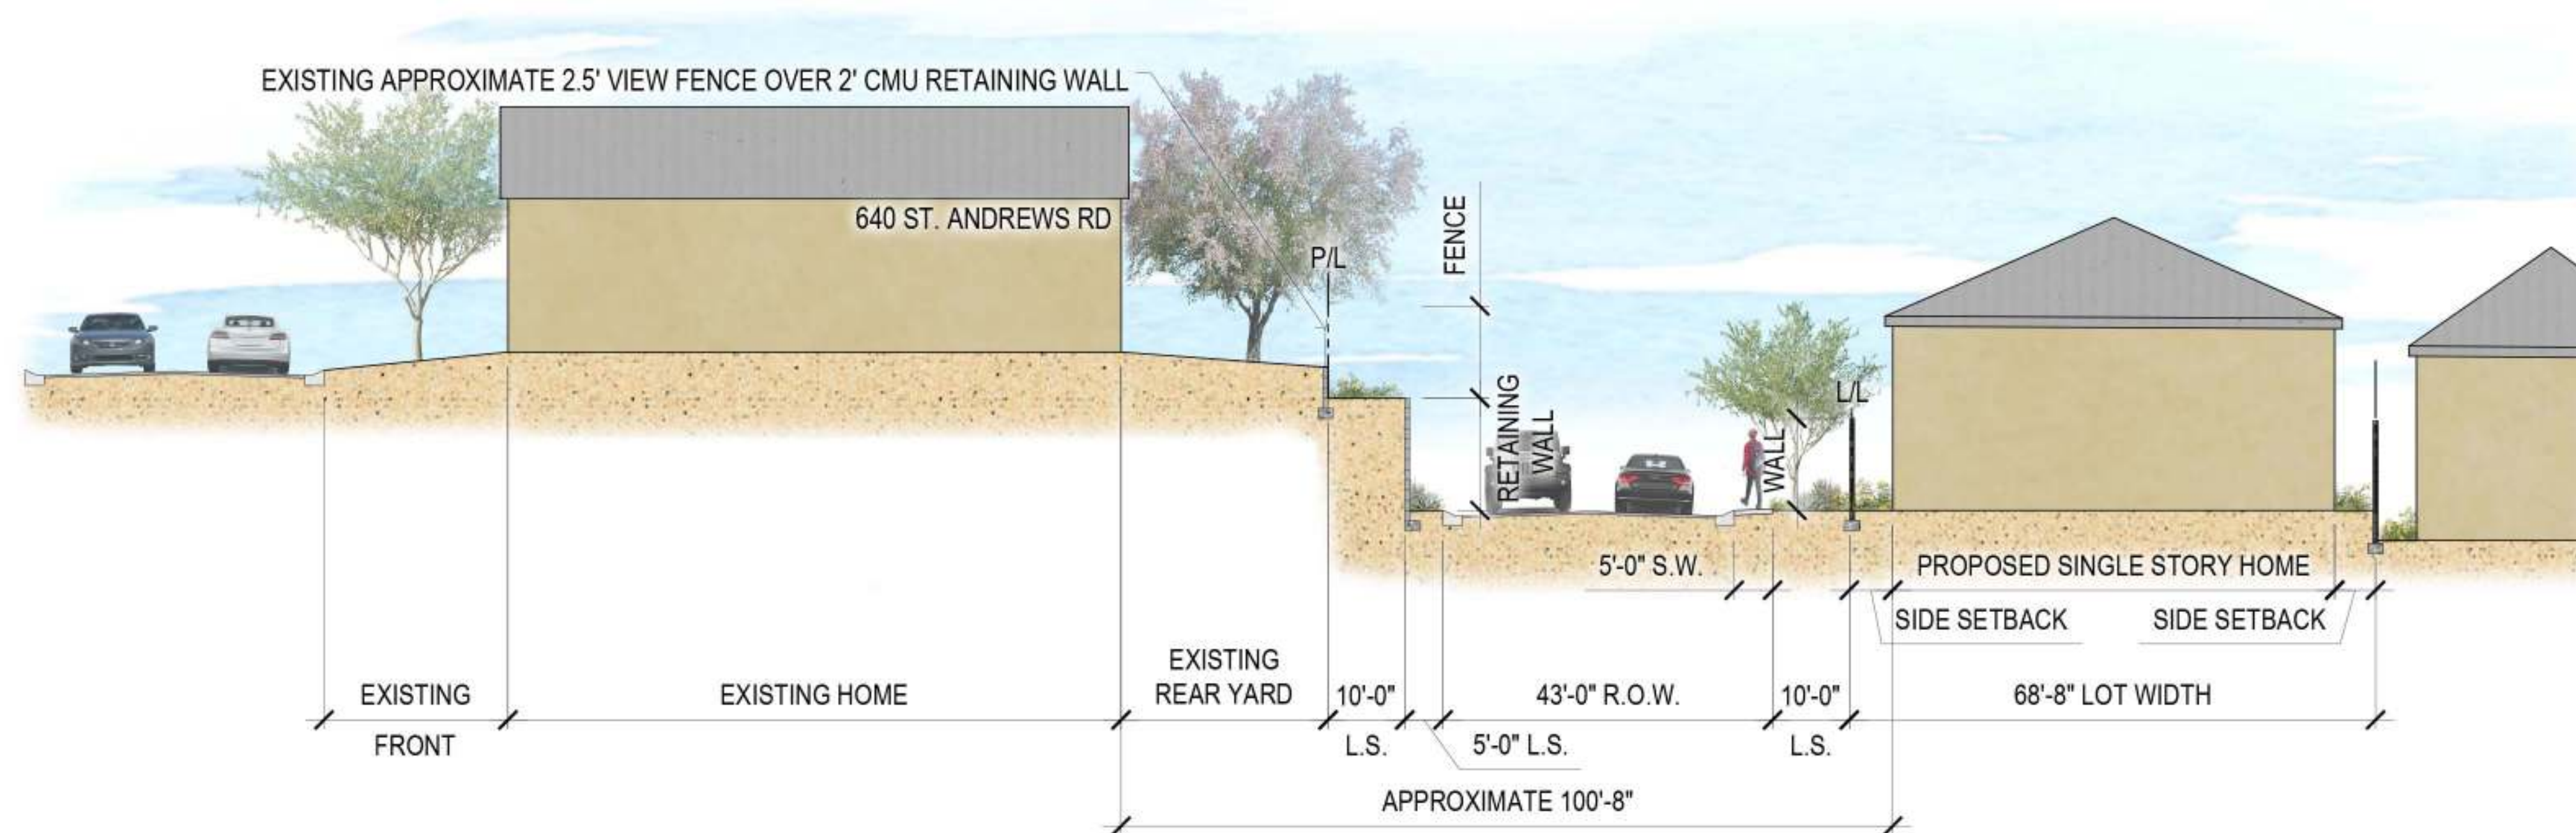 EXISTING APPROXIMATE 2.5' VIEW FENCE OVER 2' CMU RETAINING WALL
640 ST. ANDREWS RD
P/L
FENCE
RETAINING
WALL
WALL
L/L
5'-0" S.W.
PROPOSED SINGLE STORY HOME
SIDE SETBACK
SIDE SETBACK
EXISTING
FRONT
EXISTING HOME
EXISTING
REAR YARD
10'-0"
L.S.
5'-0" L.S.
43'-0" R.O.W.
10'-0"
L.S.
68'-8" LOT WIDTH
APPROXIMATE 100'-8"